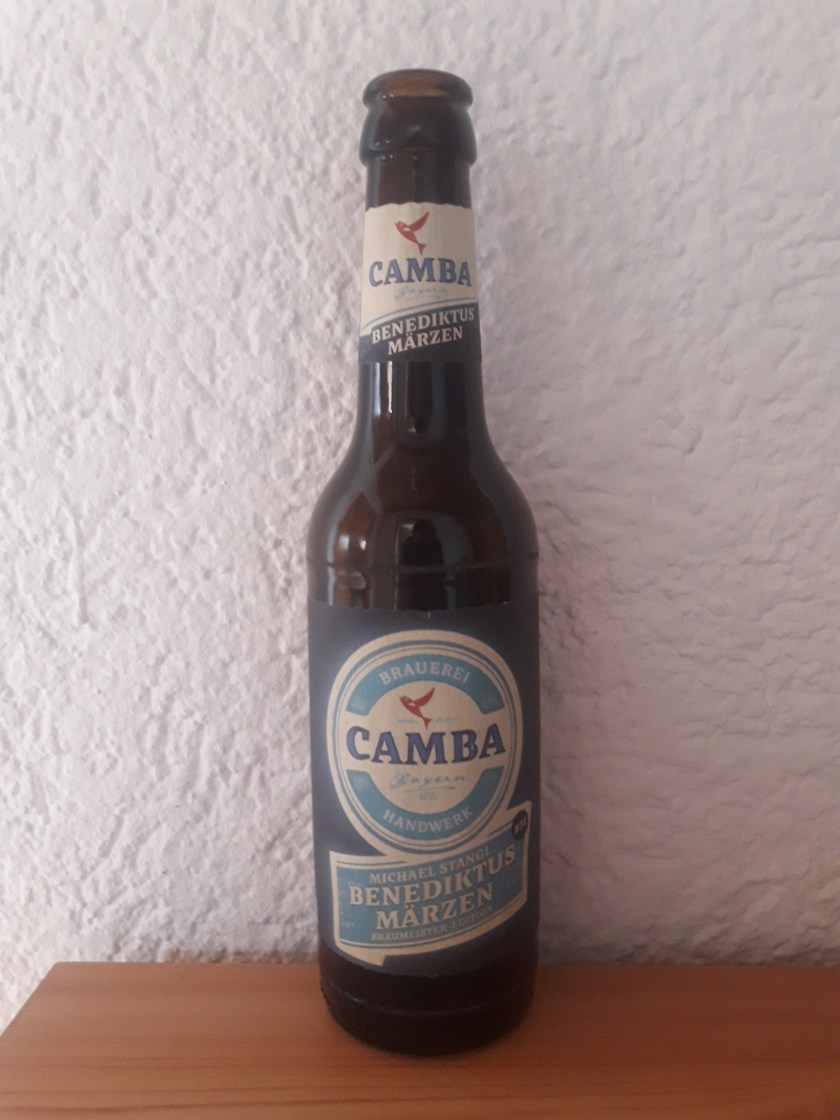 CAMBA
Bayern
BENEDIKTUS
MÄRZEN
BRAUEREI
CAMBA
Bayern
HANDWERK
MICHAEL STANGL
BENEDIKTUS
MÄRZEN
BRAUMEISTER-EDITION